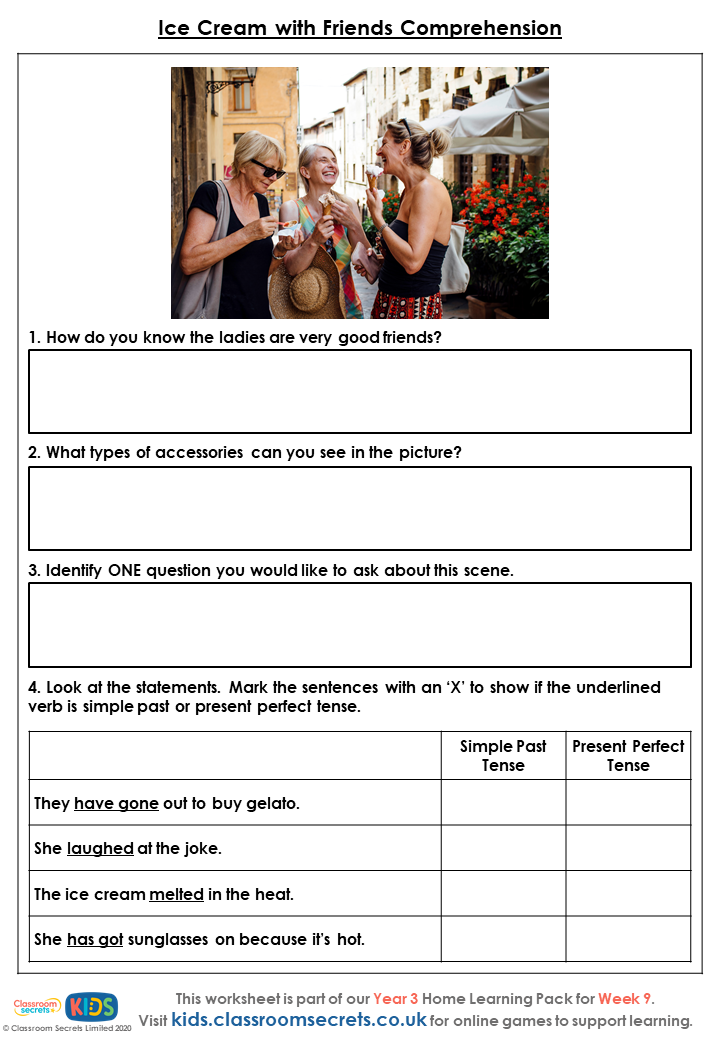 Ice Cream with Friends Comprehension
1. How do you know the ladies are very good friends?
2. What types of accessories can you see in the picture?
3. Identify ONE question you would like to ask about this scene.
4. Look at the statements. Mark the sentences with an ‘X’ to show if the underlined
verb is simple past or present perfect tense.
Simple Past
Tense
Present Perfect
Tense
They have gone out to buy gelato.
She laughed at the joke.
The ice cream melted in the heat.
She has got sunglasses on because it’s hot.
Classroom
Secrets
KIDS
© Classroom Secrets Limited 2020
This worksheet is part of our Year 3 Home Learning Pack for Week 9.
Visit kids.classroomsecrets.co.uk for online games to support learning.